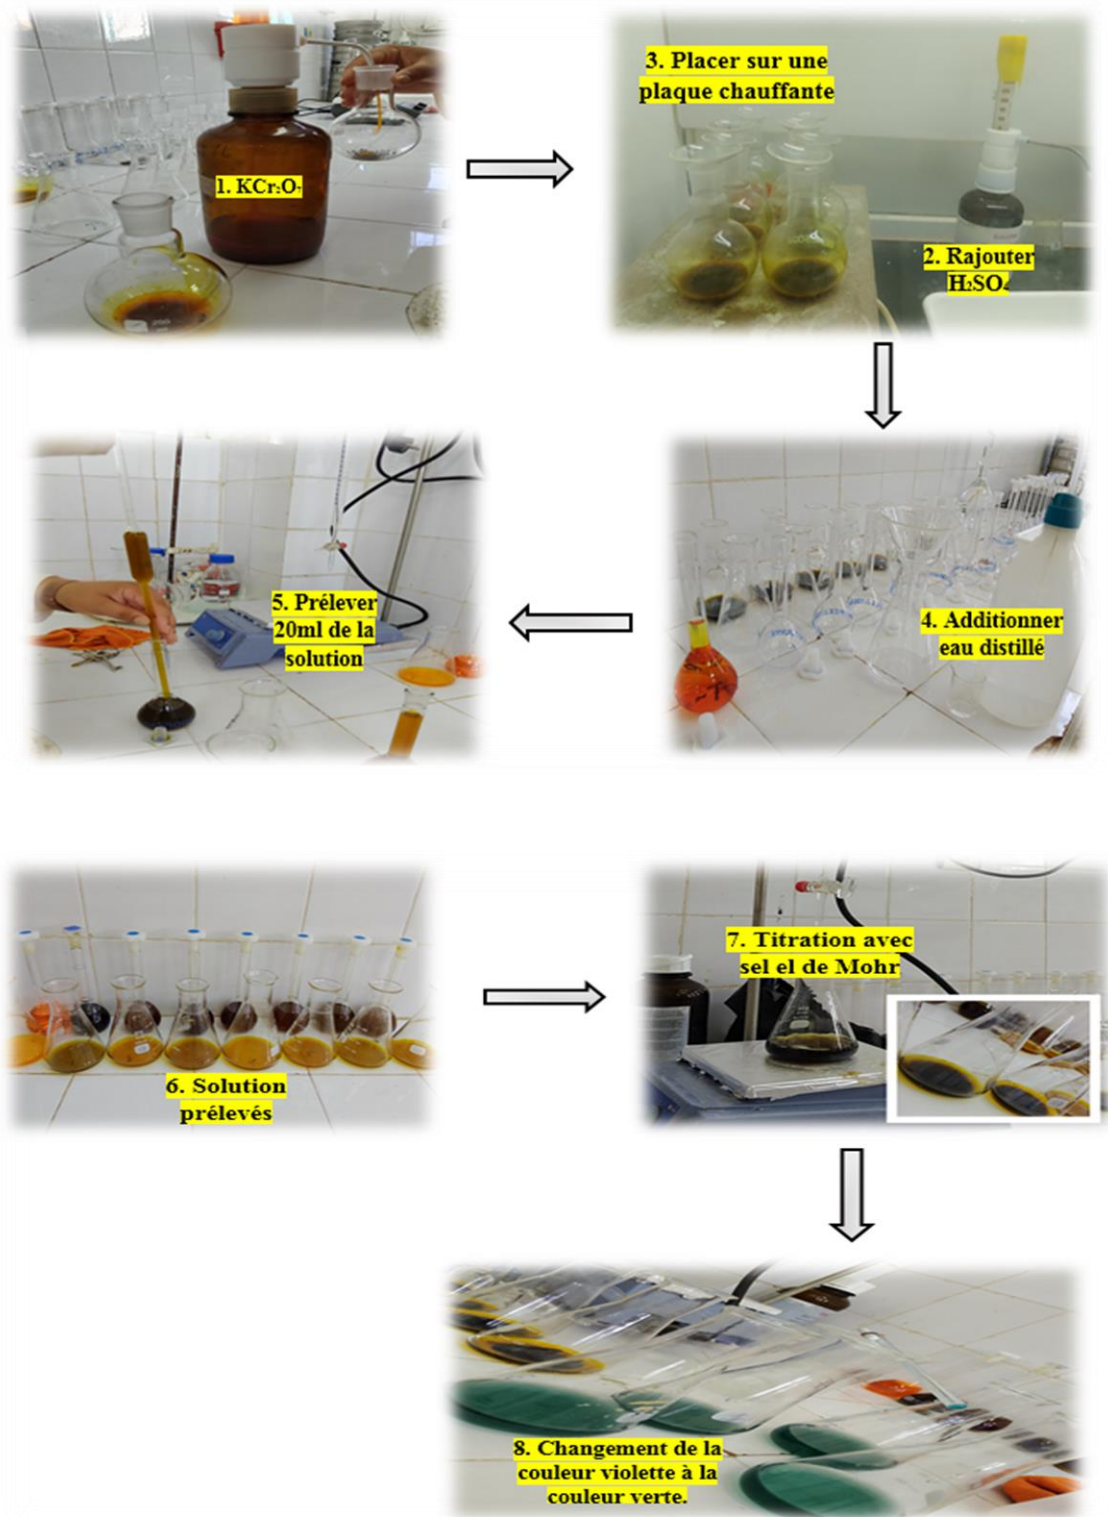 1. KCr₂O₇
3. Placer sur une
plaque chauffante
2. Rajouter
H₂SO₄
4. Additionner
eau distillé
5. Prélever
20ml de la
solution
6. Solution
prélevés
7. Titration avec
sel el de Mohr
8. Changement de la
couleur violette à la
couleur verte.